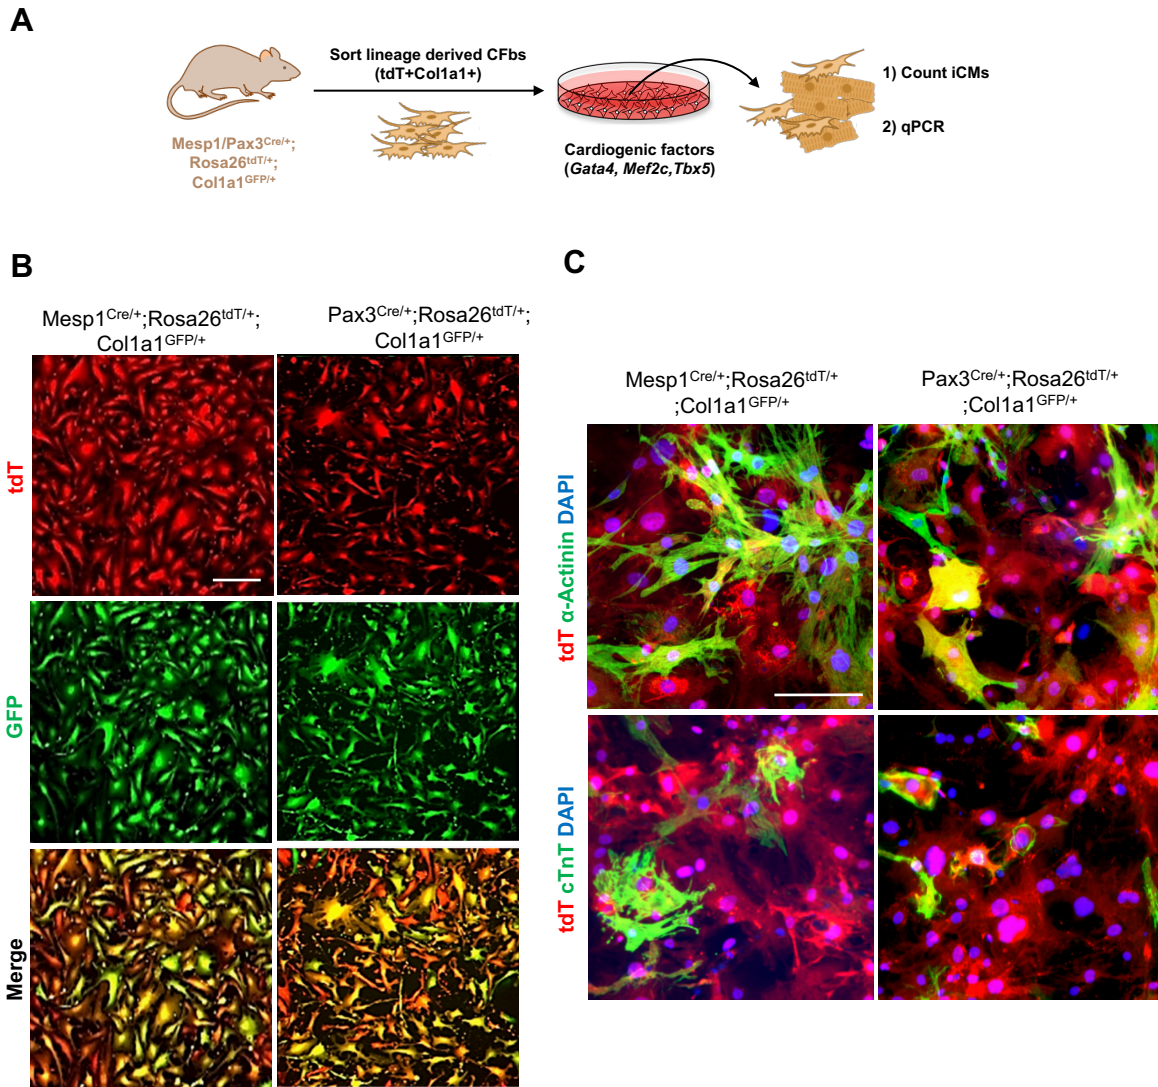 A
Sort lineage derived CFbs
(tdT+Col1a1+)
Mesp1/Pax3Cre/+;
Rosa26tdT/+;
Col1a1GFP/+
Cardiogenic factors
(Gata4, Mef2c,Tbx5)
1) Count iCMs
2) qPCR
B
Mesp1Cre/+;Rosa26tdT/+;
Col1a1GFP/+
Pax3Cre/+;Rosa26tdT/+;
Col1a1GFP/+
tdT
GFP
Merge
C
Mesp1Cre/+;Rosa26tdT/+
;Col1a1GFP/+
Pax3Cre/+;Rosa26tdT/+
;Col1a1GFP/+
tdT α-Actinin DAPI
tdT cTnT DAPI